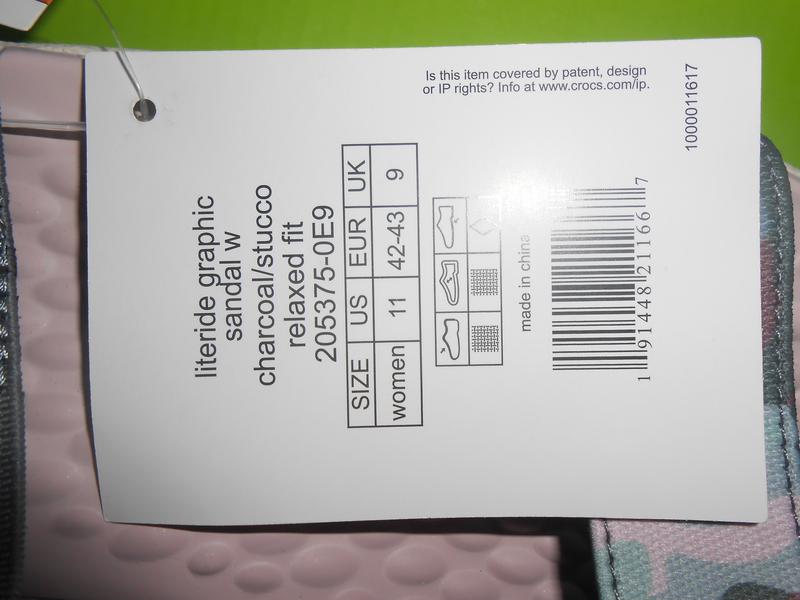 Is this item covered by patent, design
or IP rights? Info at www.crocs.com/ip.
1000011617
literide graphic
sandal w
charcoal/stucco
relaxed fit
205375-0E9
SIZE US EUR UK
women 11 42-43 9
made in china
1 91448 21166 7